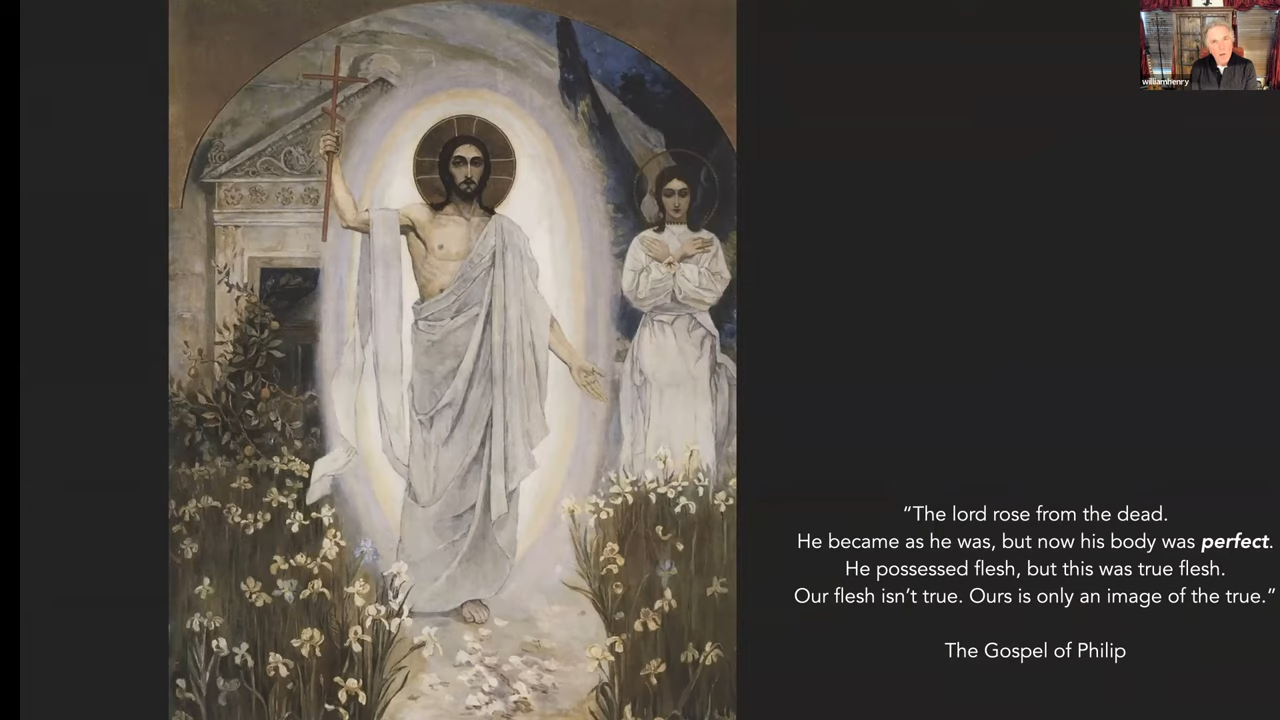 williamhenry
“The lord rose from the dead.
He became as he was, but now his body was perfect.
He possessed flesh, but this was true flesh.
Our flesh isn’t true. Ours is only an image of the true.”
The Gospel of Philip